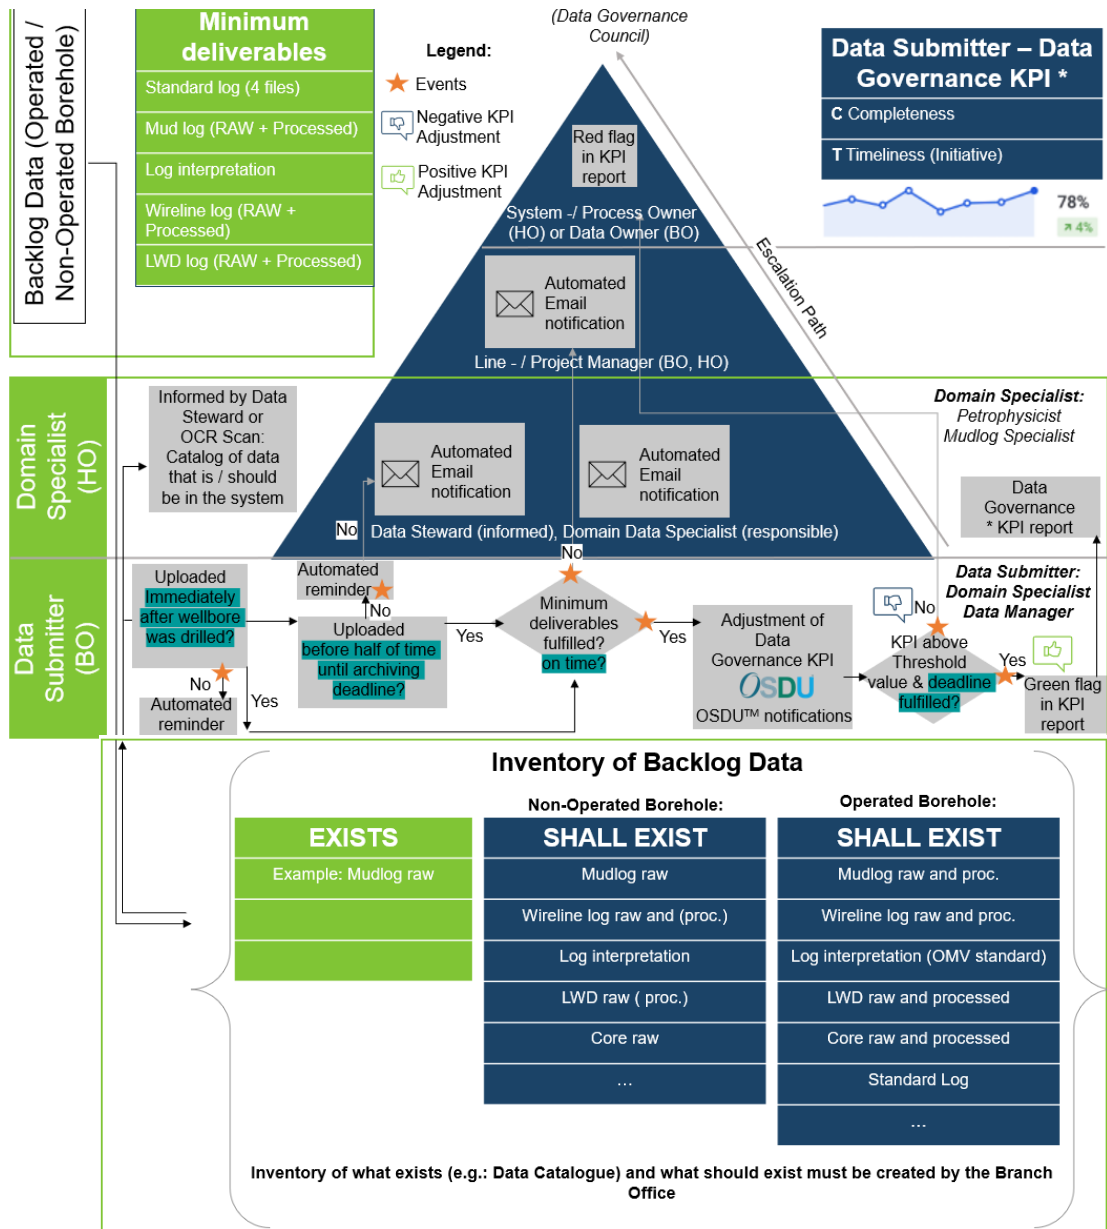 Backlog Data (Operated /
Non-Operated Borehole)
Minimum
deliverables
Standard log (4 files)
Mud log (RAW + Processed)
Log interpretation
Wireline log (RAW +
Processed)
LWD log (RAW + Processed)
Legend:
Events
Negative KPI
Adjustment
Positive KPI
Adjustment
(Data Governance
Council)
Data Submitter – Data
Governance KPI *
C Completeness
T Timeliness (Initiative)
78%
4%
Red flag
in KPI
report
System -/ Process Owner
(HO) or Data Owner (BO)
Escalation Path
Automated
Email
notification
Line - / Project Manager (BO, HO)
Domain
Specialist
(HO)
Informed by Data
Steward or
OCR Scan:
Catalog of data
that is / should
be in the system
Automated
Email
notification
Automated
Email
notification
No
Data Steward (informed), Domain Data Specialist (responsible)
Domain Specialist:
Petrophysicist
Mudlog Specialist
Data
Governance
* KPI report
Data
Submitter
(BO)
Uploaded
Immediately
after wellbore
was drilled?
No
Yes
Automated
reminder
Automated
reminder
No
Uploaded
before half of time
until archiving
deadline?
Yes
No
Minimum
deliverables
fulfilled?
on time?
Yes
Adjustment of
Data
Governance KPI
OSDU
OSDU™ notifications
Data Submitter:
Domain Specialist
Data Manager
No
KPI above
Threshold
value & deadline
fulfilled?
Yes
Green flag
in KPI
report
Inventory of Backlog Data
Non-Operated Borehole:
Operated Borehole:
EXISTS
Example: Mudlog raw
SHALL EXIST
Mudlog raw
Wireline log raw and (proc.)
Log interpretation
LWD raw ( proc.)
Core raw
...
SHALL EXIST
Mudlog raw and proc.
Wireline log raw and proc.
Log interpretation (OMV standard)
LWD raw and processed
Core raw and processed
Standard Log
...
Inventory of what exists (e.g.: Data Catalogue) and what should exist must be created by the Branch
Office